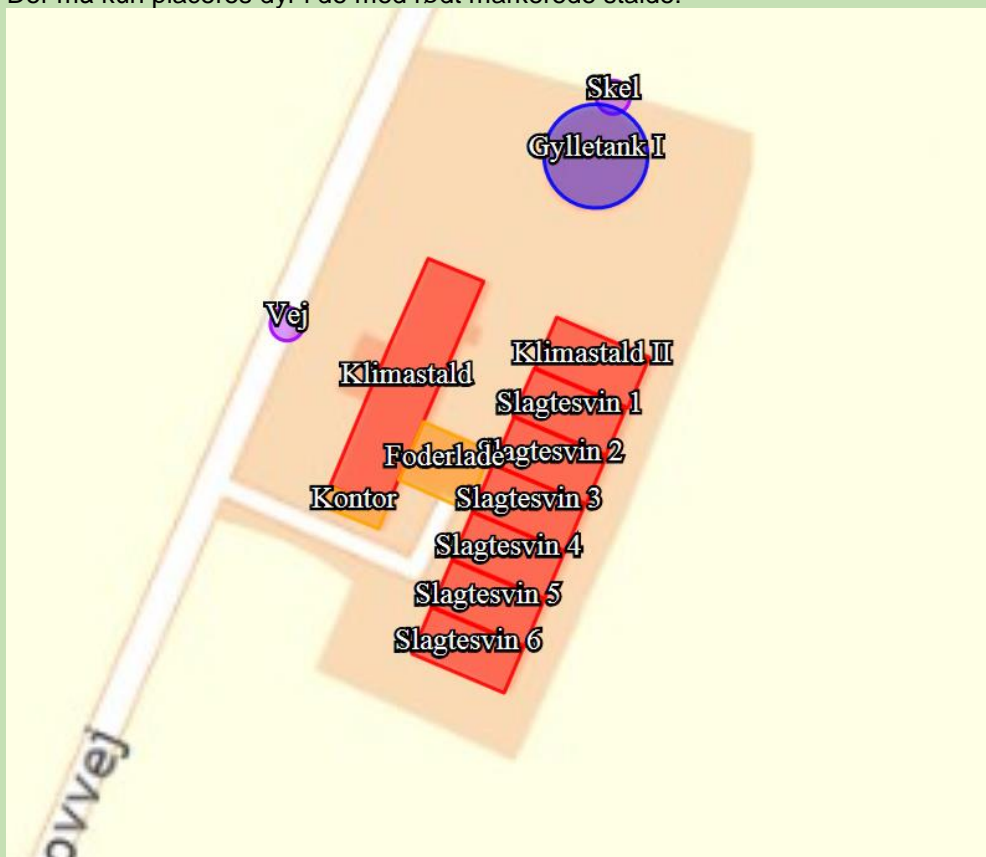 Der må kun placeres dyr i de med rødt markerede stalde.
Skel
Gylletank I
Vej
Klimastald II
Klimastald
Slagtesvin 1
Slagtesvin 2
Foderlade
Kontor
Slagtesvin 3
Slagtesvin 4
Slagtesvin 5
Slagtesvin 6
ovvej